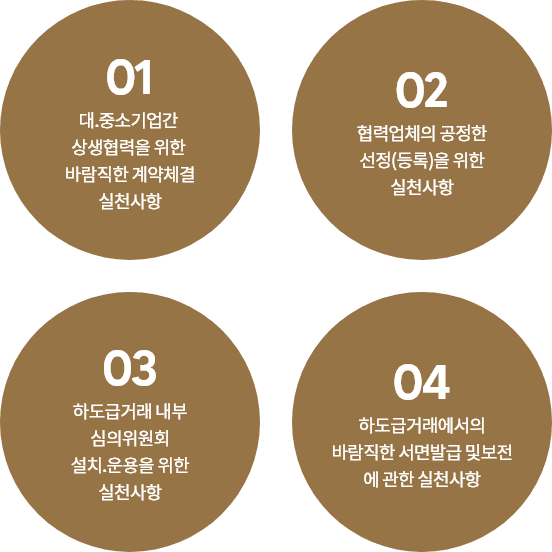 01
대.중소기업간
상생협력을 위한
바람직한 계약체결
실천사항
02
협력업체의 공정한
선정(등록)을 위한
실천사항
03
하도급거래 내부
심의위원회
설치.운용을 위한
실천사항
04
하도급거래에서의
바람직한 서면발급 및보전
에 관한 실천사항